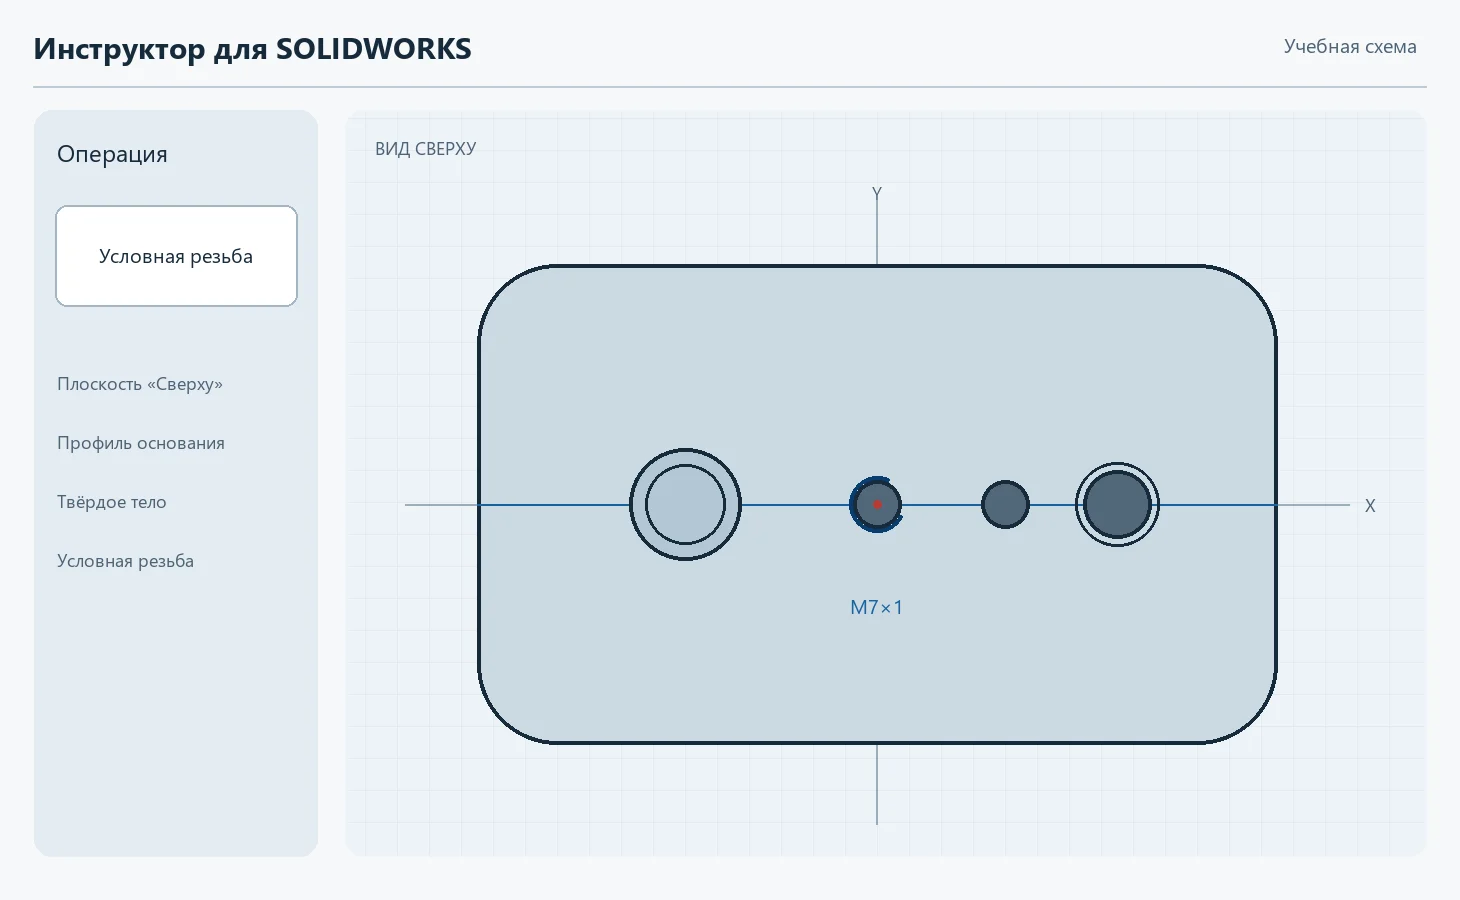 Инструктор для SOLIDWORKS
Учебная схема
Операция
Условная резьба
Плоскость «Сверху»
Профиль основания
Твёрдое тело
Условная резьба
ВИД СВЕРХУ
Y
X
M7×1